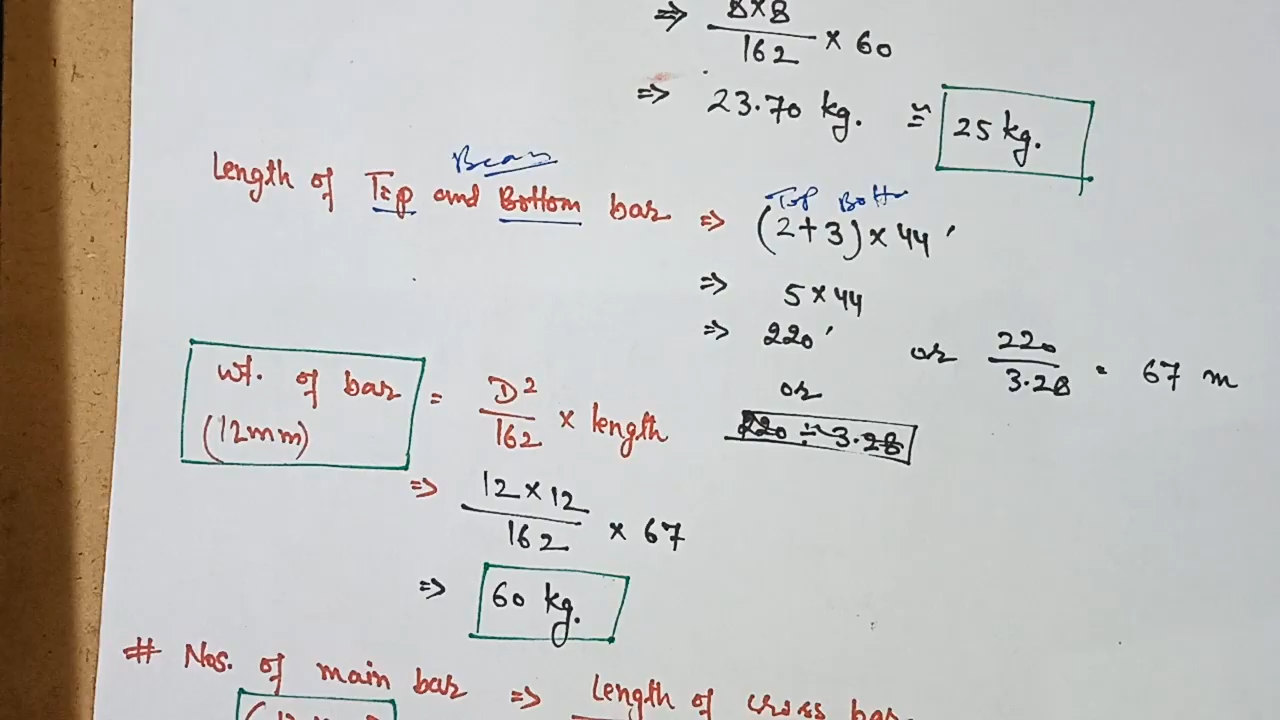 ⇒ 8×8/162 × 60
⇒ 23.70 kg. ≅ 25 kg.
Beam
Length of Top and Bottom bar ⇒ (2+3)×44'
Top Bottom
⇒ 5×44
⇒ 220' or 220/3.28 = 67 m
or
220 ÷ 3.28
Wt. of bar (12mm) = D²/162 × length
⇒ 12×12/162 × 67
⇒ 60 kg.
# Nos. of main bar ⇒ Length of cross bar